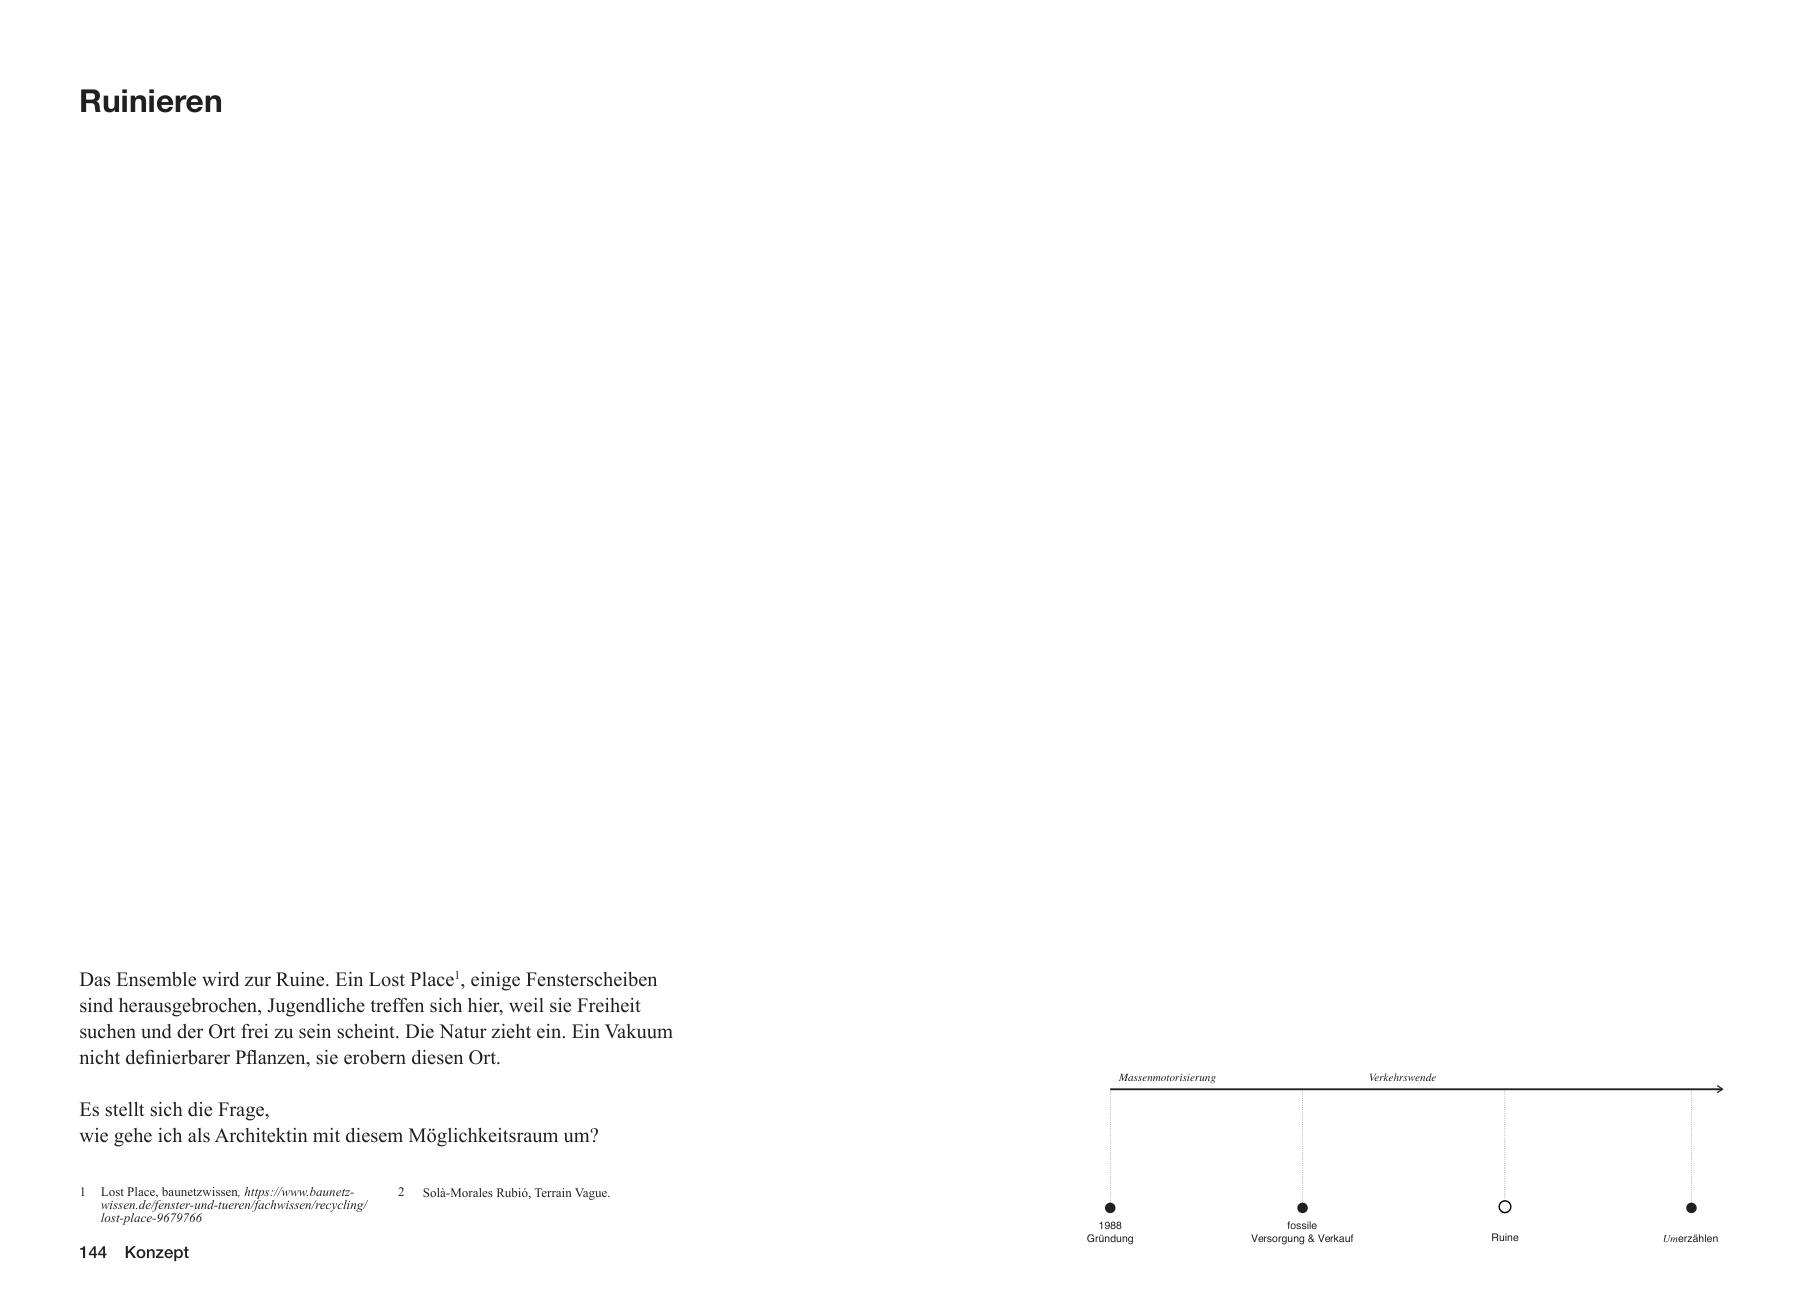 Ruinieren
Das Ensemble wird zur Ruine. Ein Lost Place1, einige Fensterscheiben
sind herausgebrochen, Jugendliche treffen sich hier, weil sie Freiheit
suchen und der Ort frei zu sein scheint. Die Natur zieht ein. Ein Vakuum
nicht definierbarer Pflanzen, sie erobern diesen Ort.
Es stellt sich die Frage,
wie gehe ich als Architektin mit diesem Möglichkeitsraum um?
1 Lost Place, baunetzwissen, https://www.baunetz-
wissen.de/fenster-und-tueren/fachwissen/recycling/
lost-place-9679766
2 Solà-Morales Rubió, Terrain Vague.
144 Konzept
Massenmotorisierung
Verkehrswende
1988
Gründung
fossile
Versorgung & Verkauf
Ruine
Umerzählen